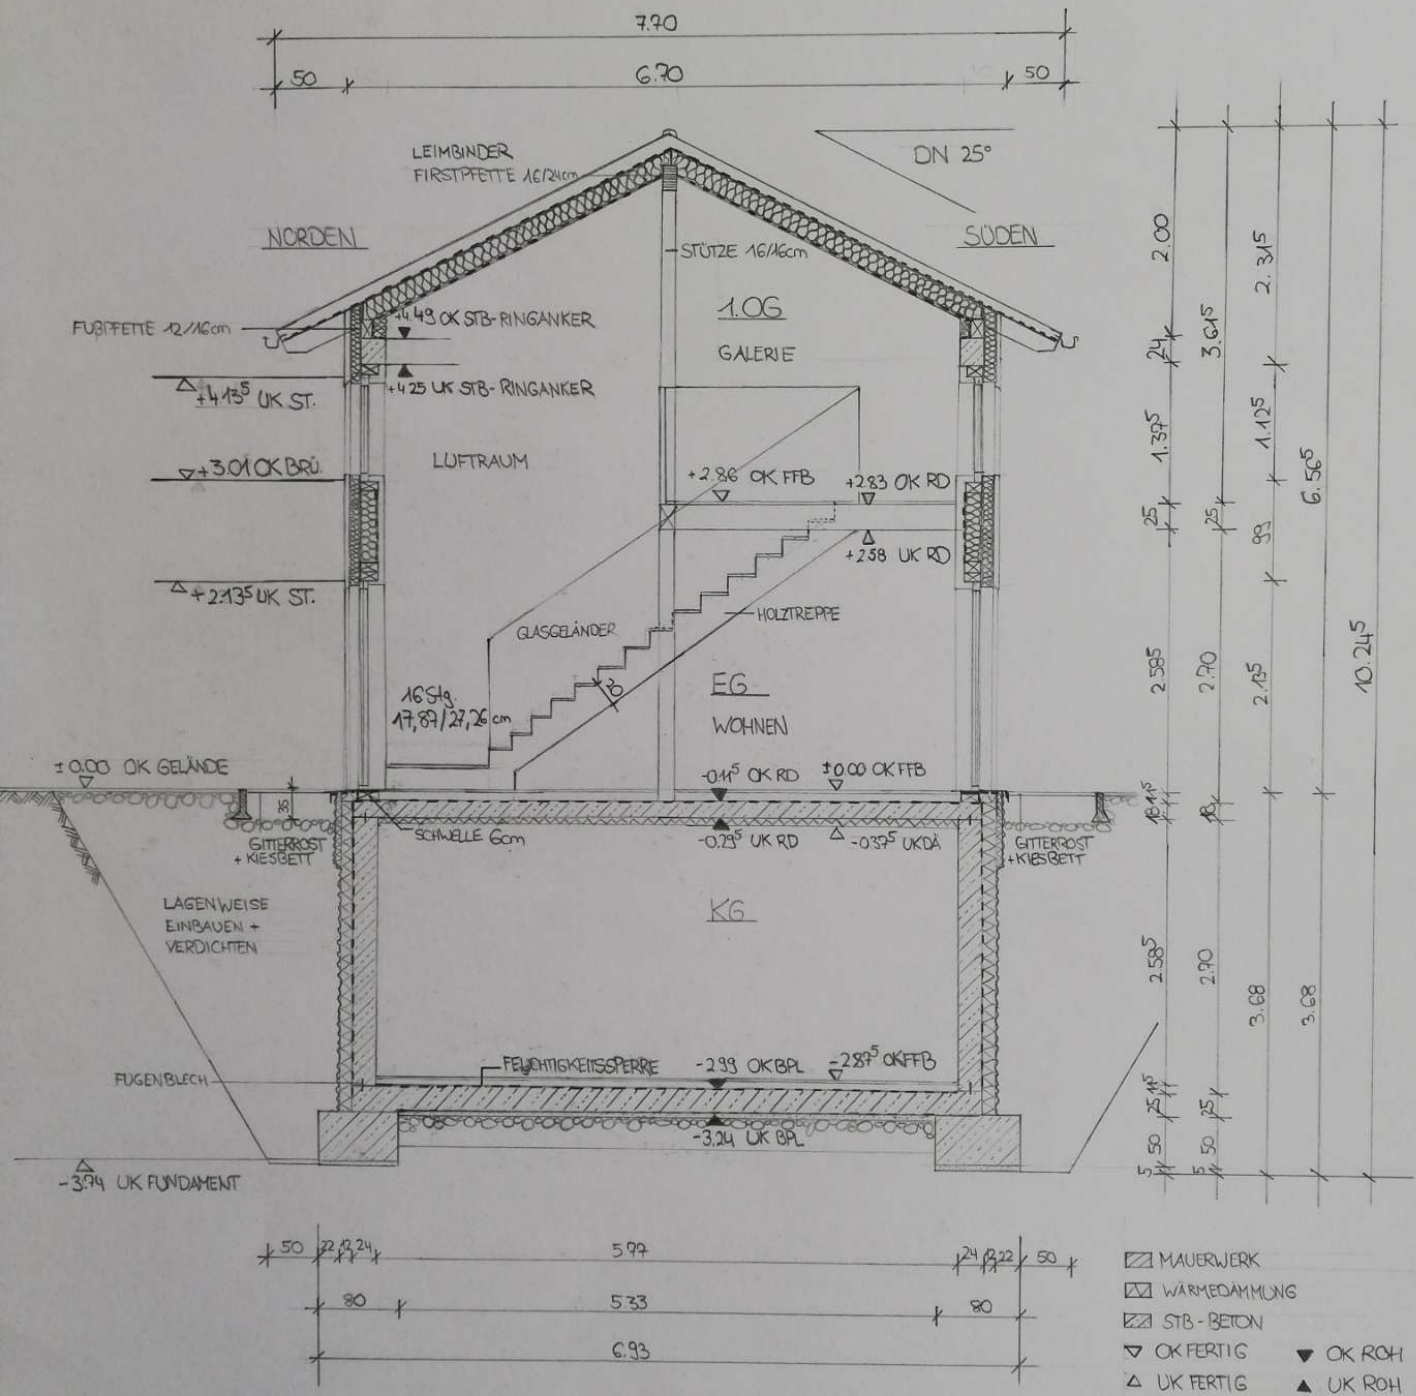 7.70
50
6.70
50
LEIMBINDER
FIRSTPFETTE 16/24cm
DN 25°
NORDEN
SÜDEN
STÜTZE 16/16cm
1.OG
GALERIE
FUßPFETTE 12/16cm
+4.49 OK STB-RINGANKER
+4.25 UK STB-RINGANKER
+4.13⁵ UK ST.
LUFTRAUM
+3.01 OK BRÜ.
+2.86 OK FFB
+2.83 OK RD
+2.58 UK RD
+2.13⁵ UK ST.
GLASGELÄNDER
HOLZTREPPE
20
16 Stg.
17,87/27,26 cm
EG
WOHNEN
±0.00 OK GELÄNDE
-0.11⁵ OK RD
±0.00 OK FFB
35
SCHWELLE 6cm
-0.29⁵ UK RD
-0.37⁵ UK DÄ
GITTERROST
+ KIESBETT
GITTERROST
+ KIESBETT
LAGENWEISE
EINBAUEN +
VERDICHTEN
KG
FEUCHTIGKEITSSPERRE
-2.99 OK BPL
-2.87⁵ OKFFB
FUGENBLECH
-3.24 UK BPL
-3.74 UK FUNDAMENT
2.00
24
1.37⁵
25
2.58⁵
18 11⁵
2.58⁵
25 11⁵
50
5
3.61⁵
25
2.70
18
2.70
25
50
5
2.31⁵
1.12⁵
99
2.13⁵
3.68
6.56⁵
3.68
10.24⁵
50
22 12 24
5.77
24 12 22
50
80
5.33
80
6.93
MAUERWERK
WÄRMEDÄMMUNG
STB-BETON
OK FERTIG
OK ROH
UK FERTIG
UK ROH